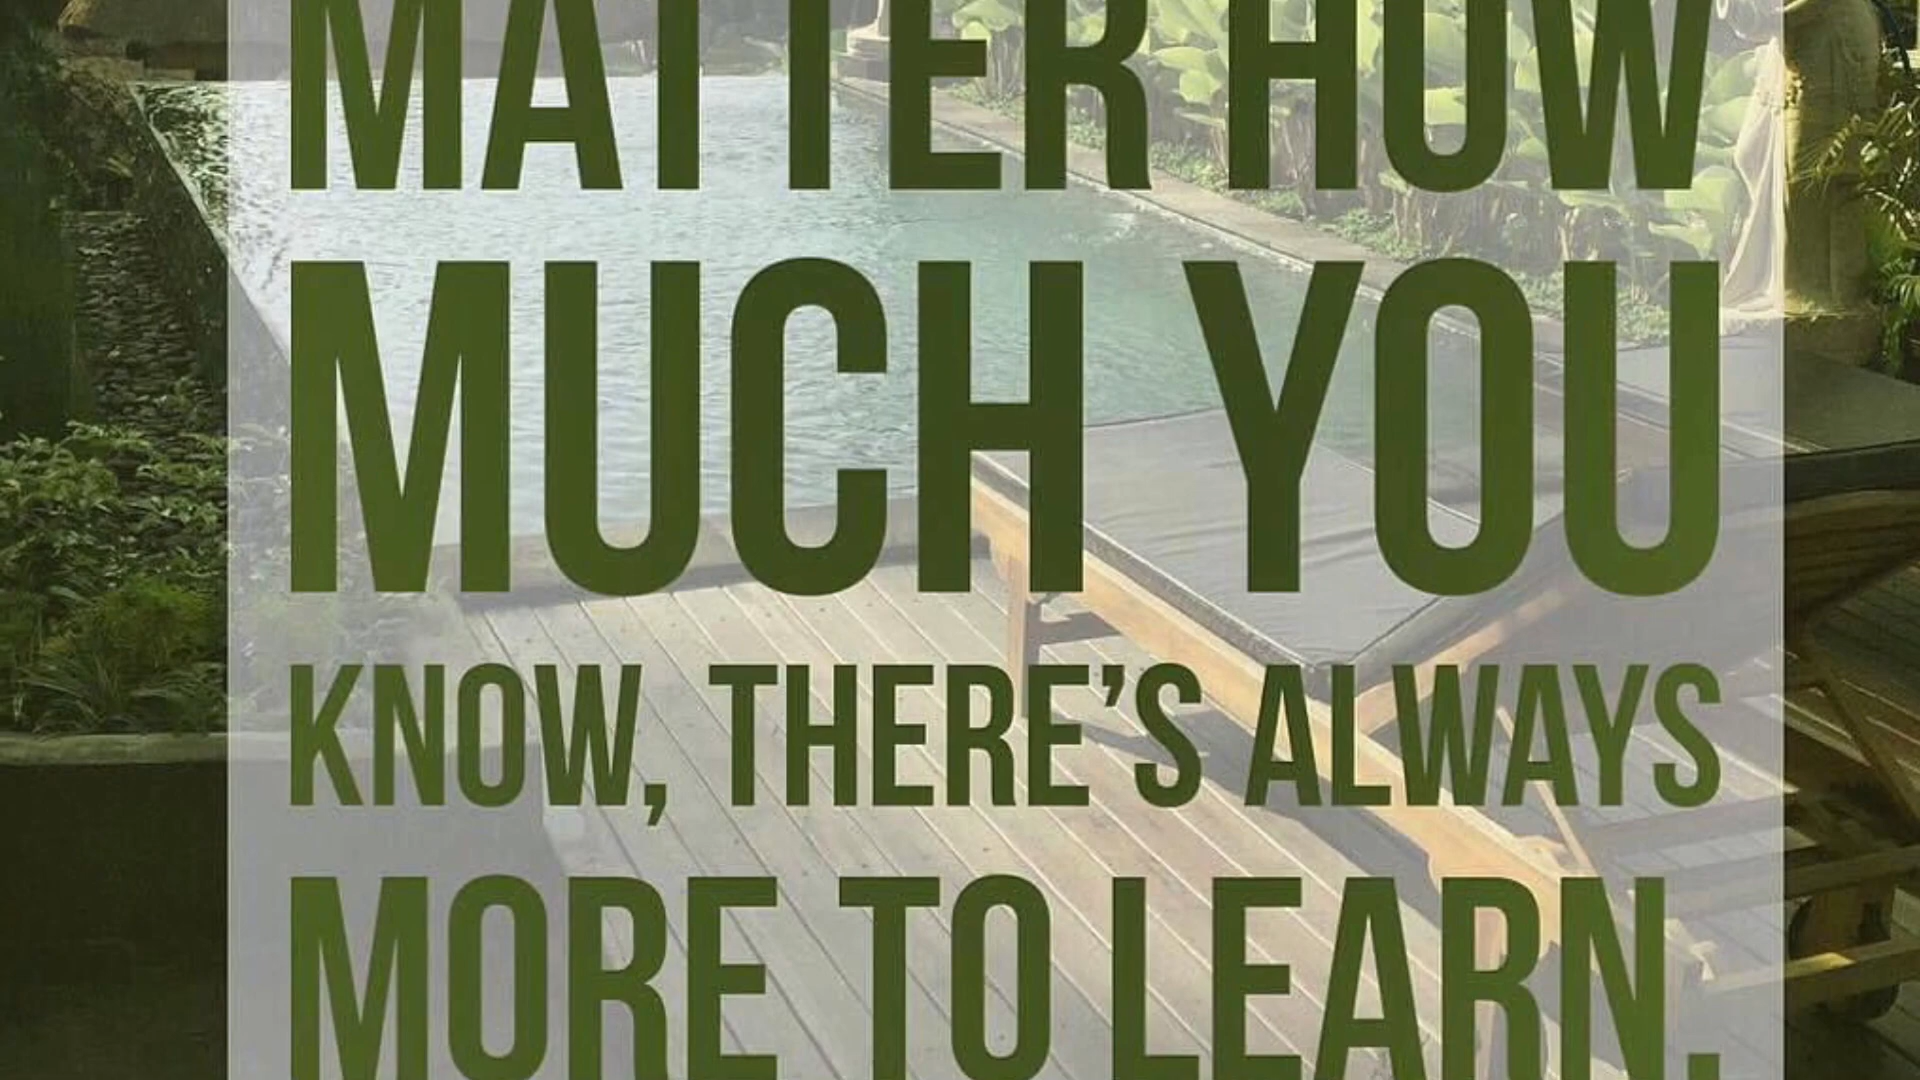 MATTER HOW
MUCH YOU
KNOW, THERE'S ALWAYS
MORE TO LEARN.